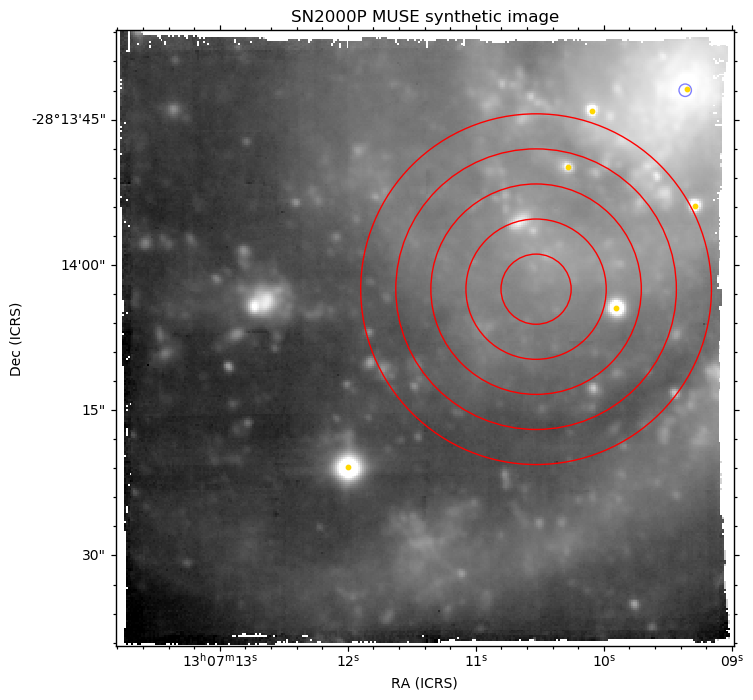 SN2000P MUSE synthetic image
-28°13'45"
14'00"
15"
30"
Dec (ICRS)
13ʰ07ᵐ13ˢ
12ˢ
11ˢ
10ˢ
09ˢ
RA (ICRS)